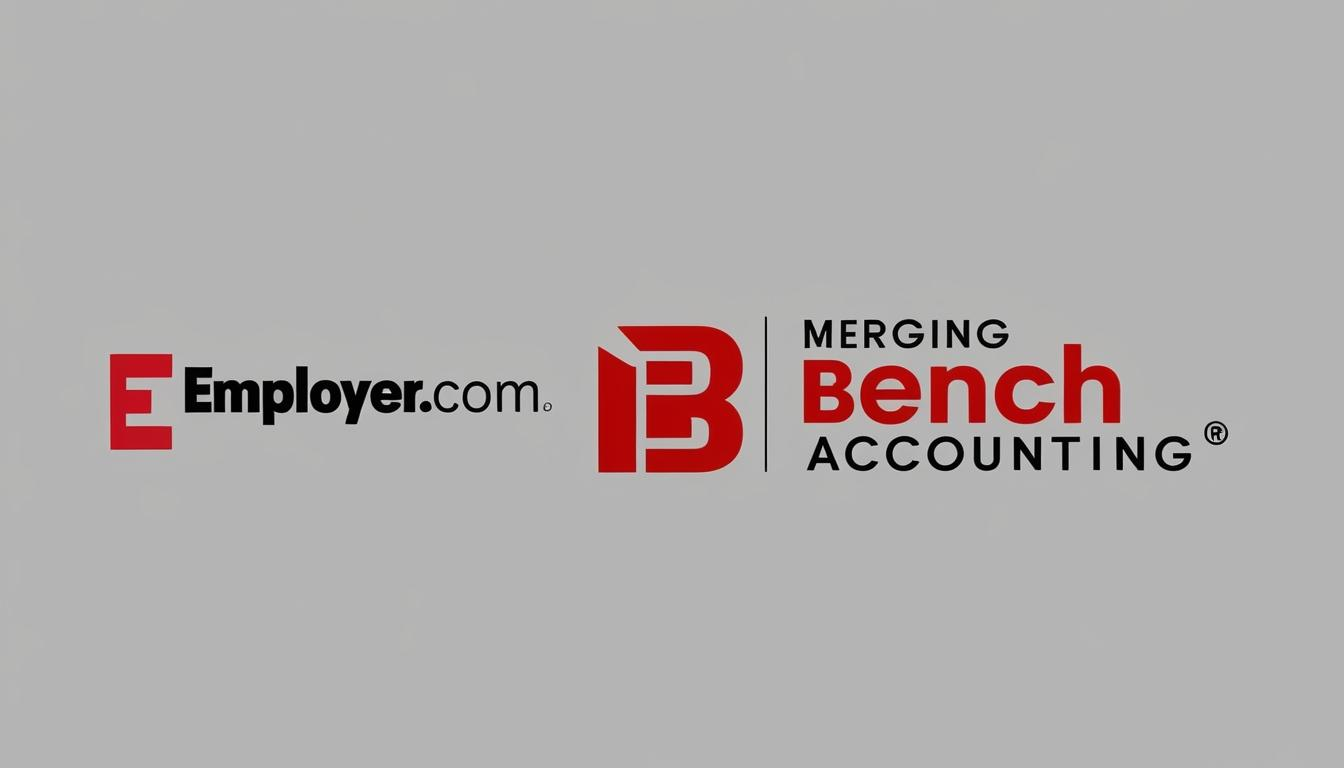 E Employer.com
B
MERGING
Bench
ACCOUNTING ®